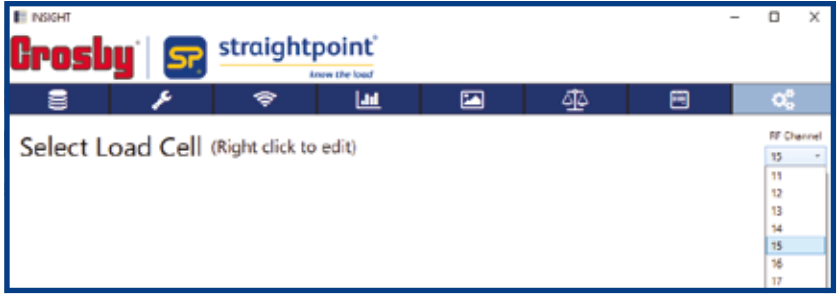 INSIGHT
Crosby
SP
straightpoint
know the load
Select Load Cell (Right click to edit)
RF Channel
15
11
12
13
14
15
16
17